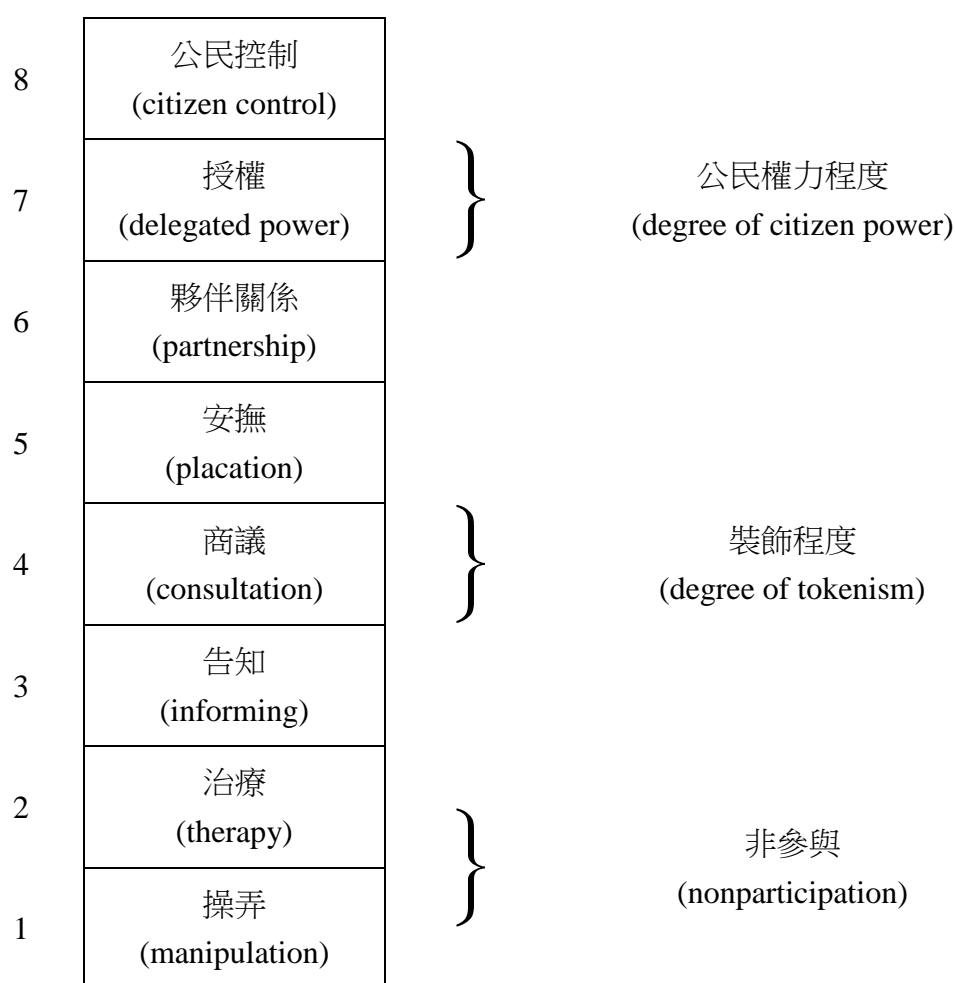 8
公民控制
(citizen control)
7
授權
(delegated power)
公民權力程度
(degree of citizen power)
6
夥伴關係
(partnership)
5
安撫
(placation)
4
商議
(consultation)
裝飾程度
(degree of tokenism)
3
告知
(informing)
2
治療
(therapy)
非參與
(nonparticipation)
1
操弄
(manipulation)